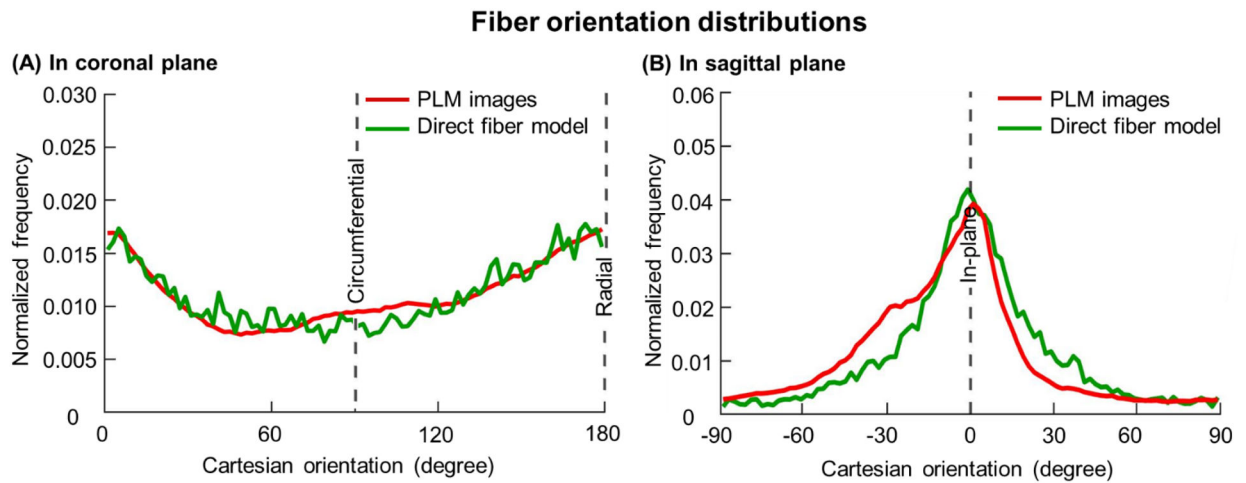 Fiber orientation distributions
(A) In coronal plane
0.030
0.025
0.020
0.015
0.010
0.005
0
Normalized frequency
PLM images
Direct fiber model
Circumferential
Radial
0
60
120
180
Cartesian orientation (degree)
(B) In sagittal plane
0.06
0.05
0.04
0.03
0.02
0.01
0
Normalized frequency
PLM images
Direct fiber model
In-plane
-90
-60
-30
0
30
60
90
Cartesian orientation (degree)